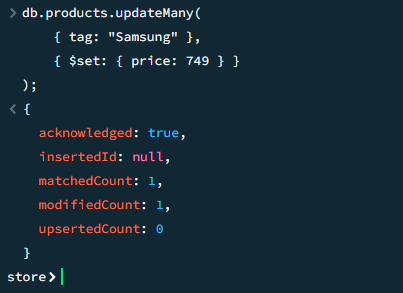 > db.products.updateMany(
{ tag: "Samsung" },
{ $set: { price: 749 } }
);
< {
acknowledged: true,
insertedId: null,
matchedCount: 1,
modifiedCount: 1,
upsertedCount: 0
}
store>